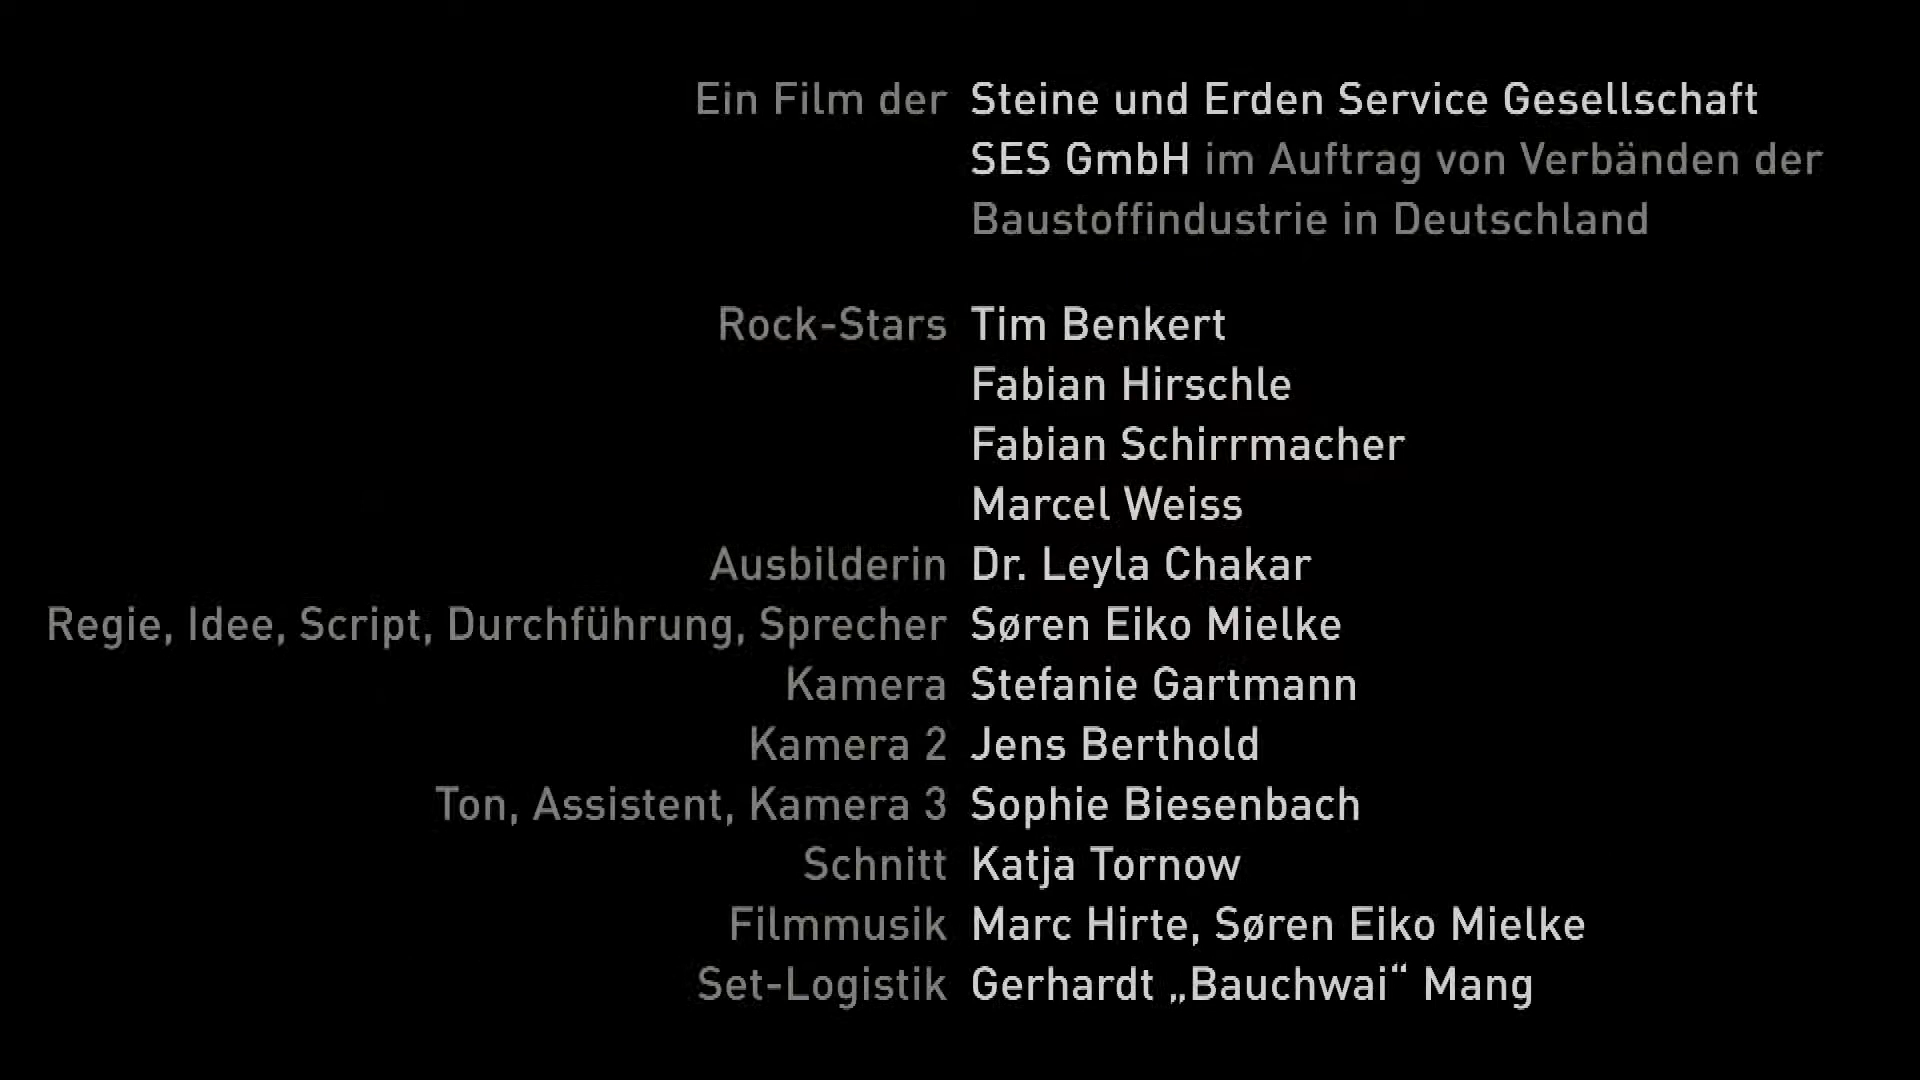 Ein Film der Steine und Erden Service Gesellschaft
SES GmbH im Auftrag von Verbänden der
Baustoffindustrie in Deutschland
Rock-Stars Tim Benkert
Fabian Hirschle
Fabian Schirrmacher
Marcel Weiss
Ausbilderin Dr. Leyla Chakar
Regie, Idee, Script, Durchführung, Sprecher Søren Eiko Mielke
Kamera Stefanie Gartmann
Kamera 2 Jens Berthold
Ton, Assistent, Kamera 3 Sophie Biesenbach
Schnitt Katja Tornow
Filmmusik Marc Hirte, Søren Eiko Mielke
Set-Logistik Gerhardt „Bauchwai“ Mang